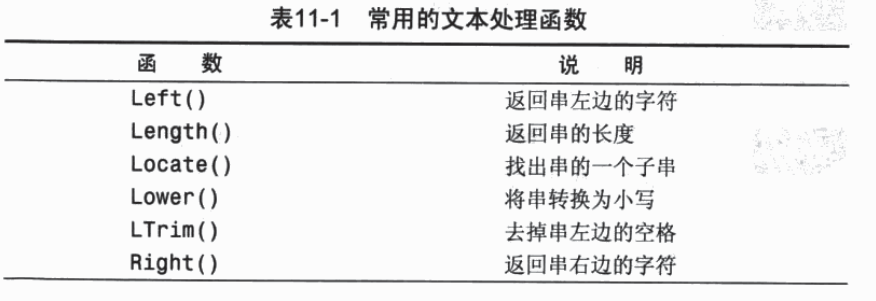 表11-1 常用的文本处理函数
函 数 说 明
Left() 返回串左边的字符
Length() 返回串的长度
Locate() 找出串的一个子串
Lower() 将串转换为小写
LTrim() 去掉串左边的空格
Right() 返回串右边的字符